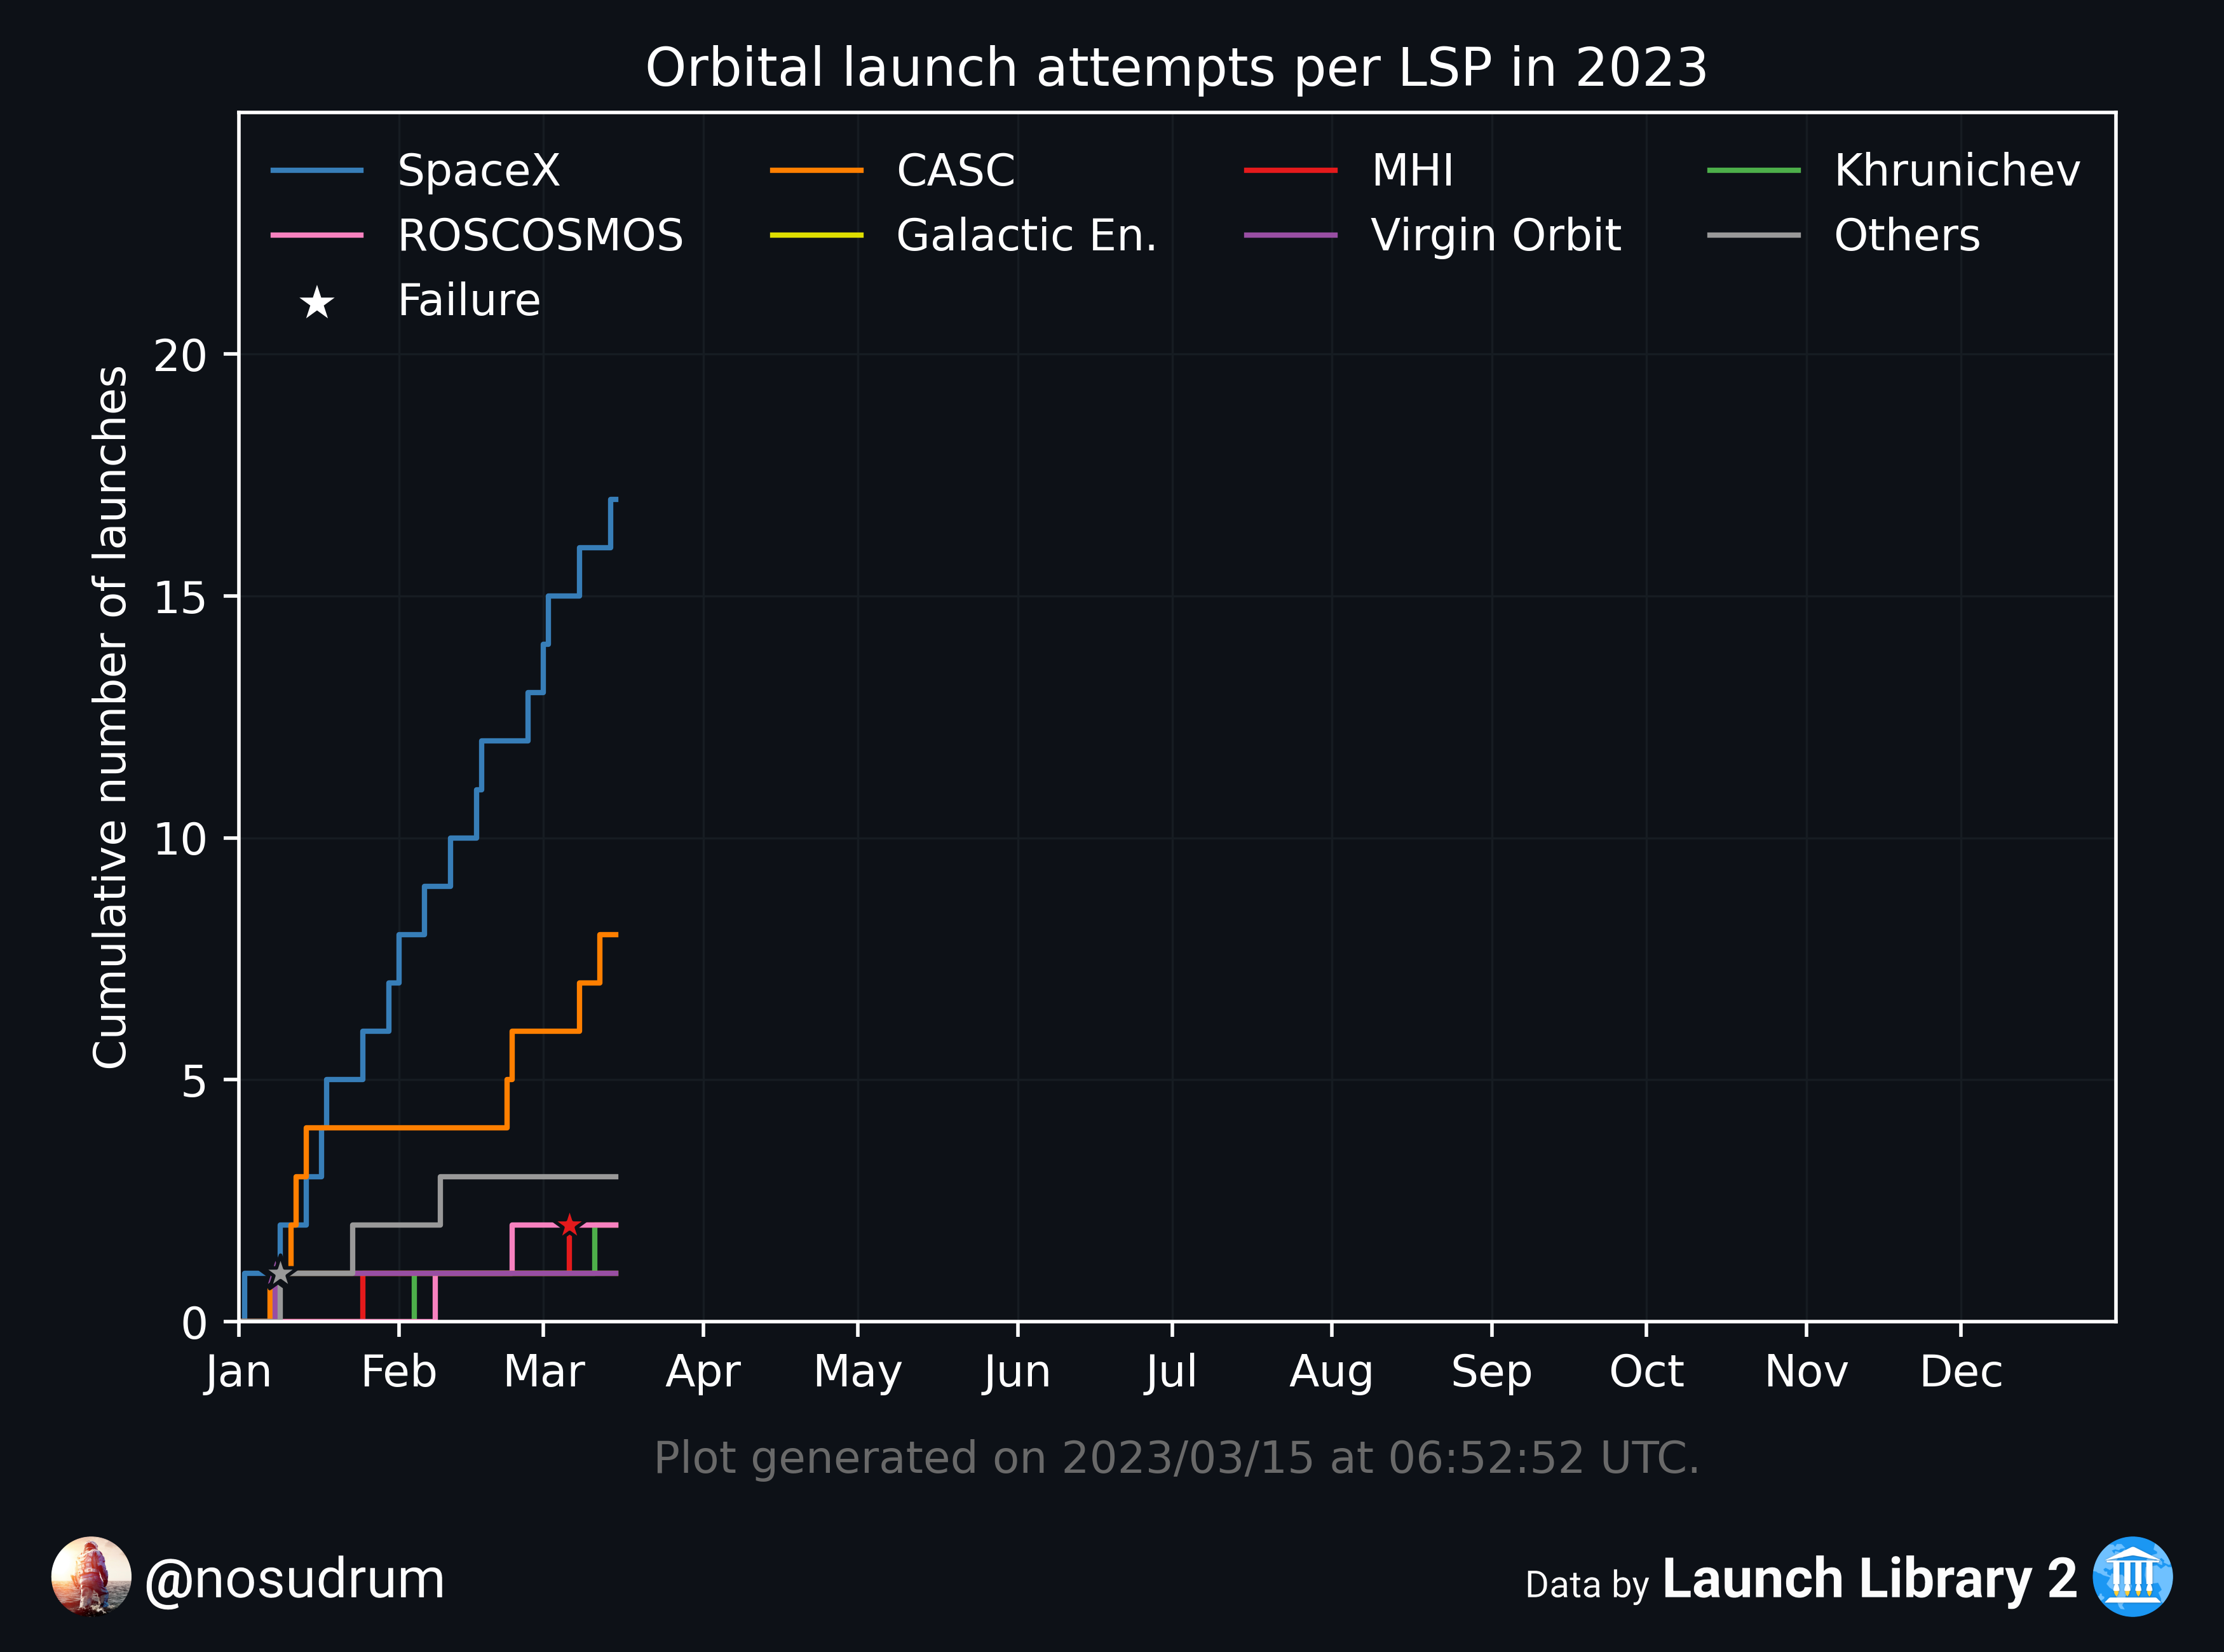 Orbital launch attempts per LSP in 2023
SpaceX CASC MHI Khrunichev
ROSCOSMOS Galactic En. Virgin Orbit Others
Failure
Cumulative number of launches
20
15
10
5
0
Jan Feb Mar Apr May Jun Jul Aug Sep Oct Nov Dec
Plot generated on 2023/03/15 at 06:52:52 UTC.
@nosudrum
Data by Launch Library 2